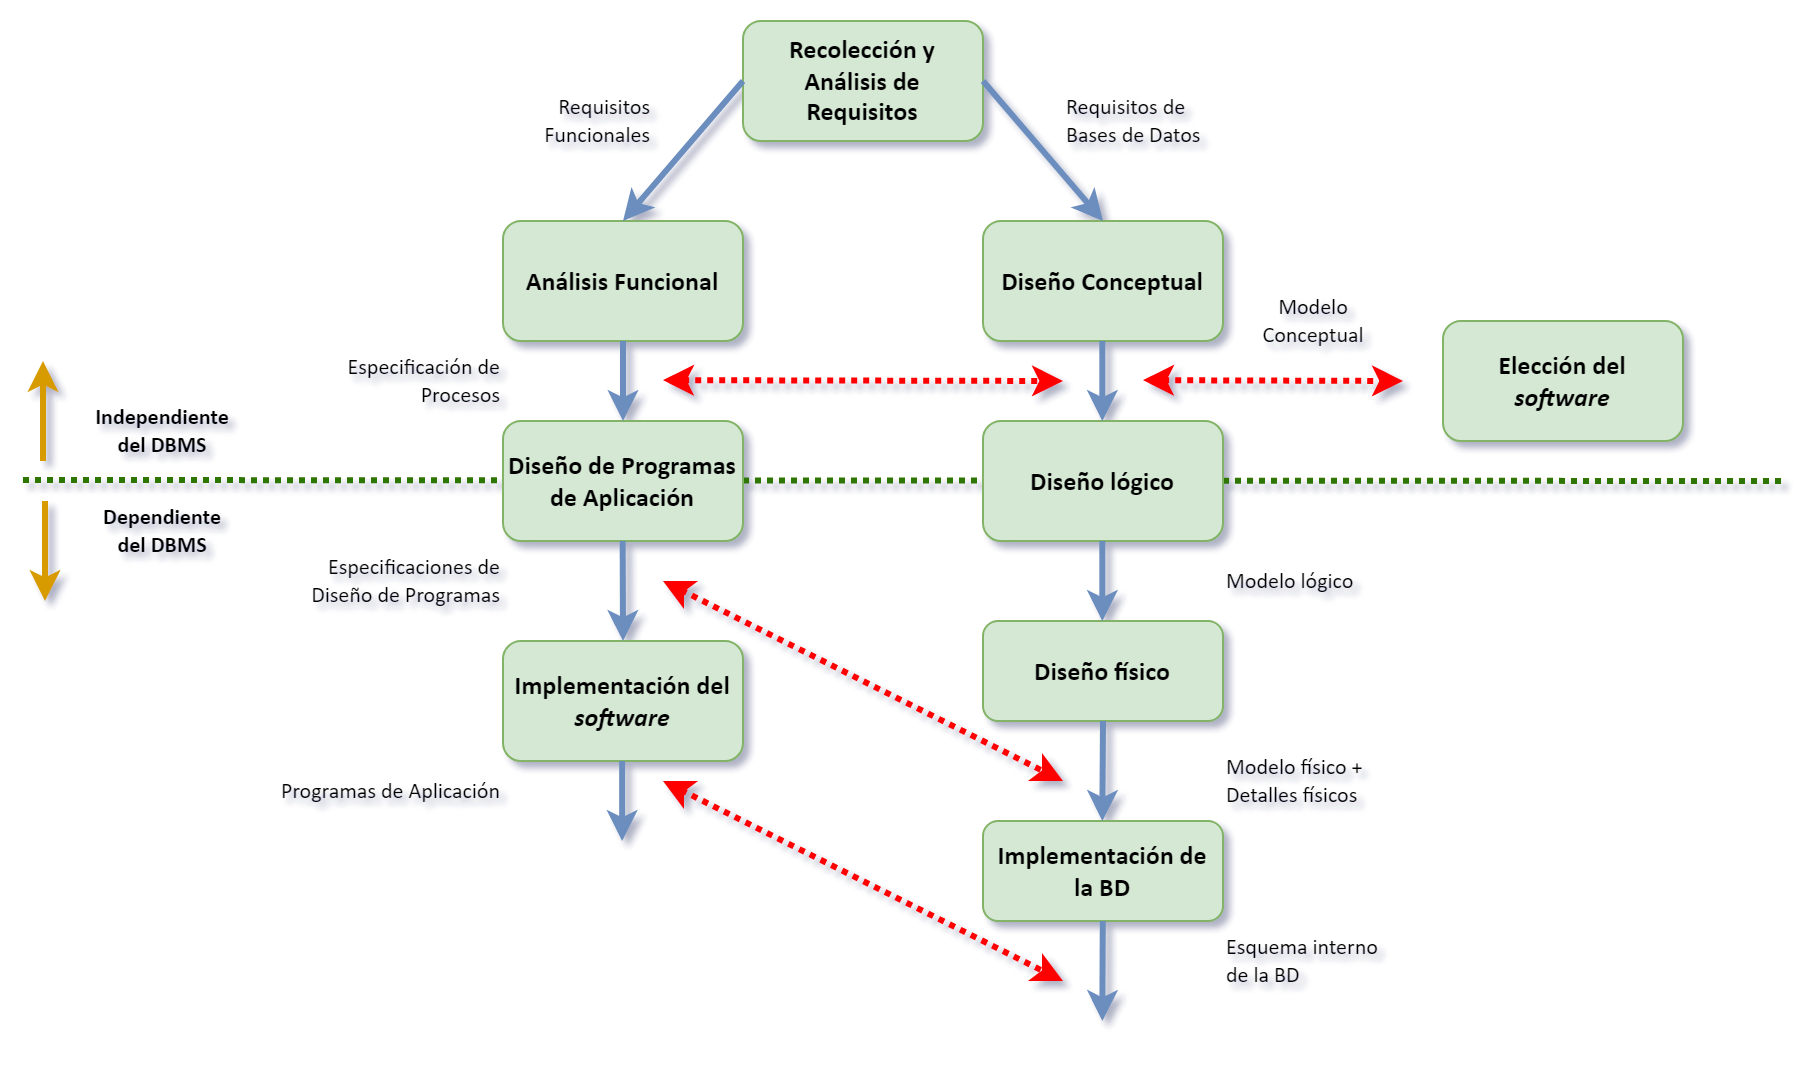 Recolección y
Análisis de
Requisitos
Requisitos
Funcionales
Requisitos de
Bases de Datos
Análisis Funcional
Diseño Conceptual
Modelo
Conceptual
Elección del
software
Especificación de
Procesos
Independiente
del DBMS
Diseño de Programas
de Aplicación
Diseño lógico
Dependiente
del DBMS
Especificaciones de
Diseño de Programas
Modelo lógico
Implementación del
software
Diseño físico
Programas de Aplicación
Modelo físico +
Detalles físicos
Implementación de
la BD
Esquema interno
de la BD